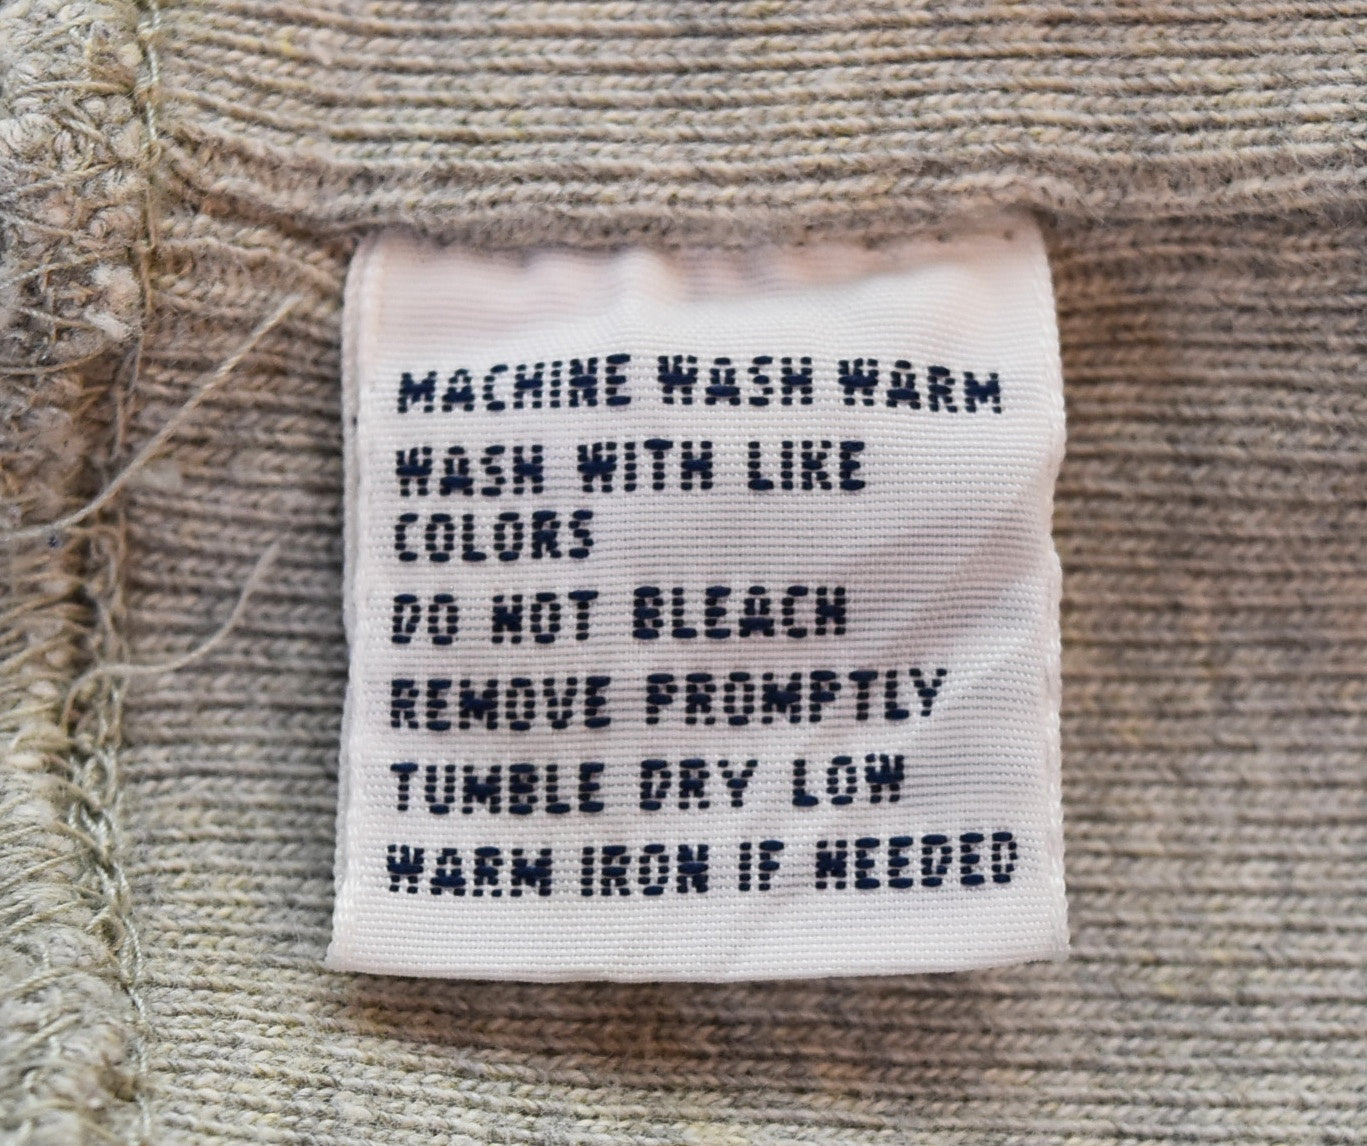 MACHINE WASH WARM
WASH WITH LIKE
COLORS
DO NOT BLEACH
REMOVE PROMPTLY
TUMBLE DRY LOW
WARM IRON IF NEEDED